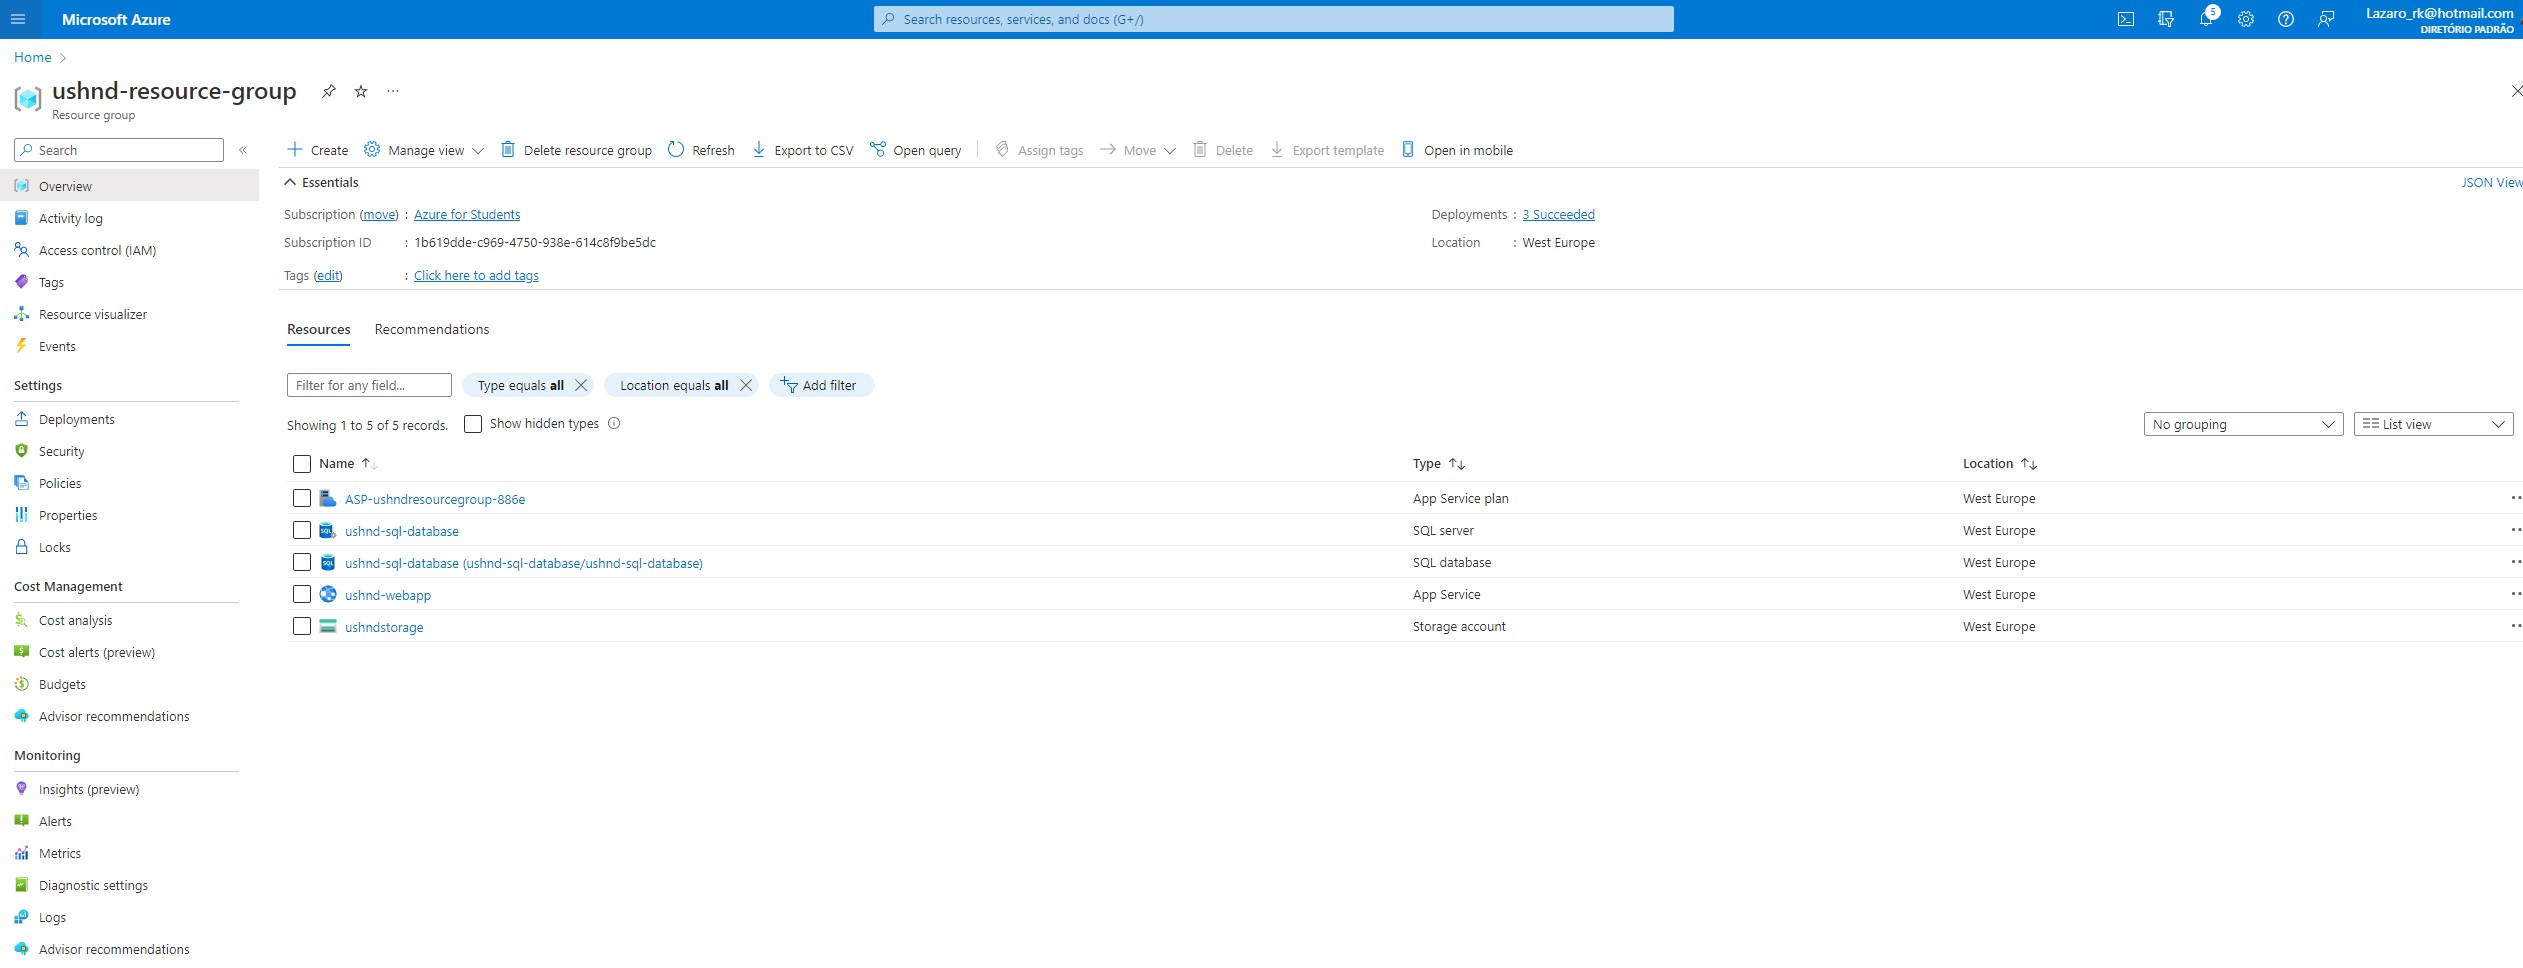 Microsoft Azure
Search resources, services, and docs (G+/)
5
Lazaro_rk@hotmail.com
DIRETÓRIO PADRÃO
Home
ushnd-resource-group
Resource group
Search
Create
Manage view
Delete resource group
Refresh
Export to CSV
Open query
Assign tags
Move
Delete
Export template
Open in mobile
Overview
Activity log
Access control (IAM)
Tags
Resource visualizer
Events
Settings
Deployments
Security
Policies
Properties
Locks
Cost Management
Cost analysis
Cost alerts (preview)
Budgets
Advisor recommendations
Monitoring
Insights (preview)
Alerts
Metrics
Diagnostic settings
Logs
Advisor recommendations
Essentials
JSON View
Subscription (move) : Azure for Students
Deployments : 3 Succeeded
Subscription ID : 1b619dde-c969-4750-938e-614c8f9be5dc
Location : West Europe
Tags (edit) : Click here to add tags
Resources Recommendations
Filter for any field...
Type equals all
Location equals all
Add filter
Showing 1 to 5 of 5 records.
Show hidden types
No grouping
List view
Name Type Location
ASP-ushndresourcegroup-886e App Service plan West Europe
ushnd-sql-database SQL server West Europe
ushnd-sql-database (ushnd-sql-database/ushnd-sql-database) SQL database West Europe
ushnd-webapp App Service West Europe
ushndstorage Storage account West Europe